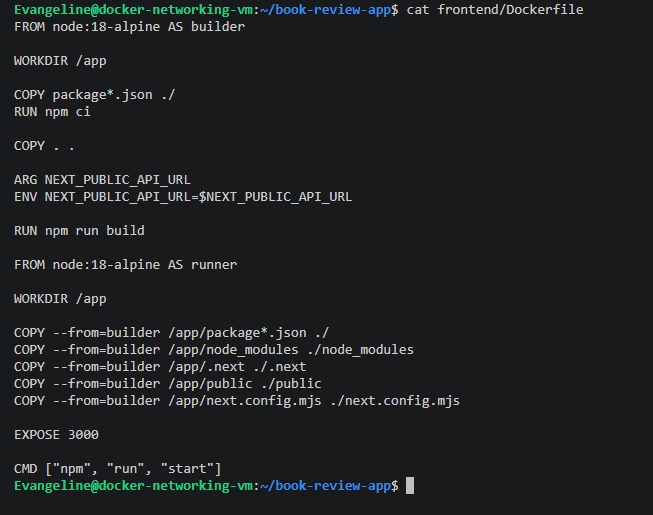 Evangeline@docker-networking-vm:~/book-review-app$ cat frontend/Dockerfile
FROM node:18-alpine AS builder
WORKDIR /app
COPY package*.json ./
RUN npm ci
COPY . .
ARG NEXT_PUBLIC_API_URL
ENV NEXT_PUBLIC_API_URL=$NEXT_PUBLIC_API_URL
RUN npm run build
FROM node:18-alpine AS runner
WORKDIR /app
COPY --from=builder /app/package*.json ./
COPY --from=builder /app/node_modules ./node_modules
COPY --from=builder /app/.next ./.next
COPY --from=builder /app/public ./public
COPY --from=builder /app/next.config.mjs ./next.config.mjs
EXPOSE 3000
CMD ["npm", "run", "start"]
Evangeline@docker-networking-vm:~/book-review-app$